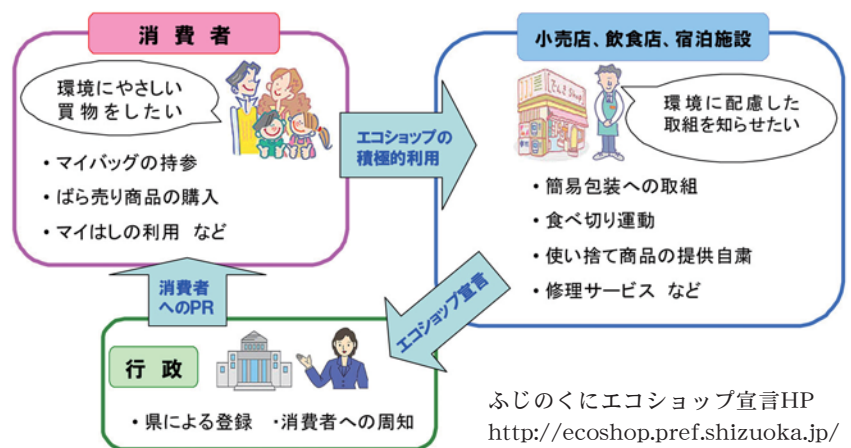 消費者
環境にやさしい
買物をしたい
・マイバッグの持参
・ばら売り商品の購入
・マイはしの利用 など
エコショップの
積極的利用
小売店、飲食店、宿泊施設
環境に配慮した
取組を知らせたい
・簡易包装への取組
・食べ切り運動
・使い捨て商品の提供自粛
・修理サービス など
エコショップ宣言
消費者
へのPR
行政
・県による登録 ・消費者への周知
ふじのくにエコショップ宣言HP
http://ecoshop.pref.shizuoka.jp/